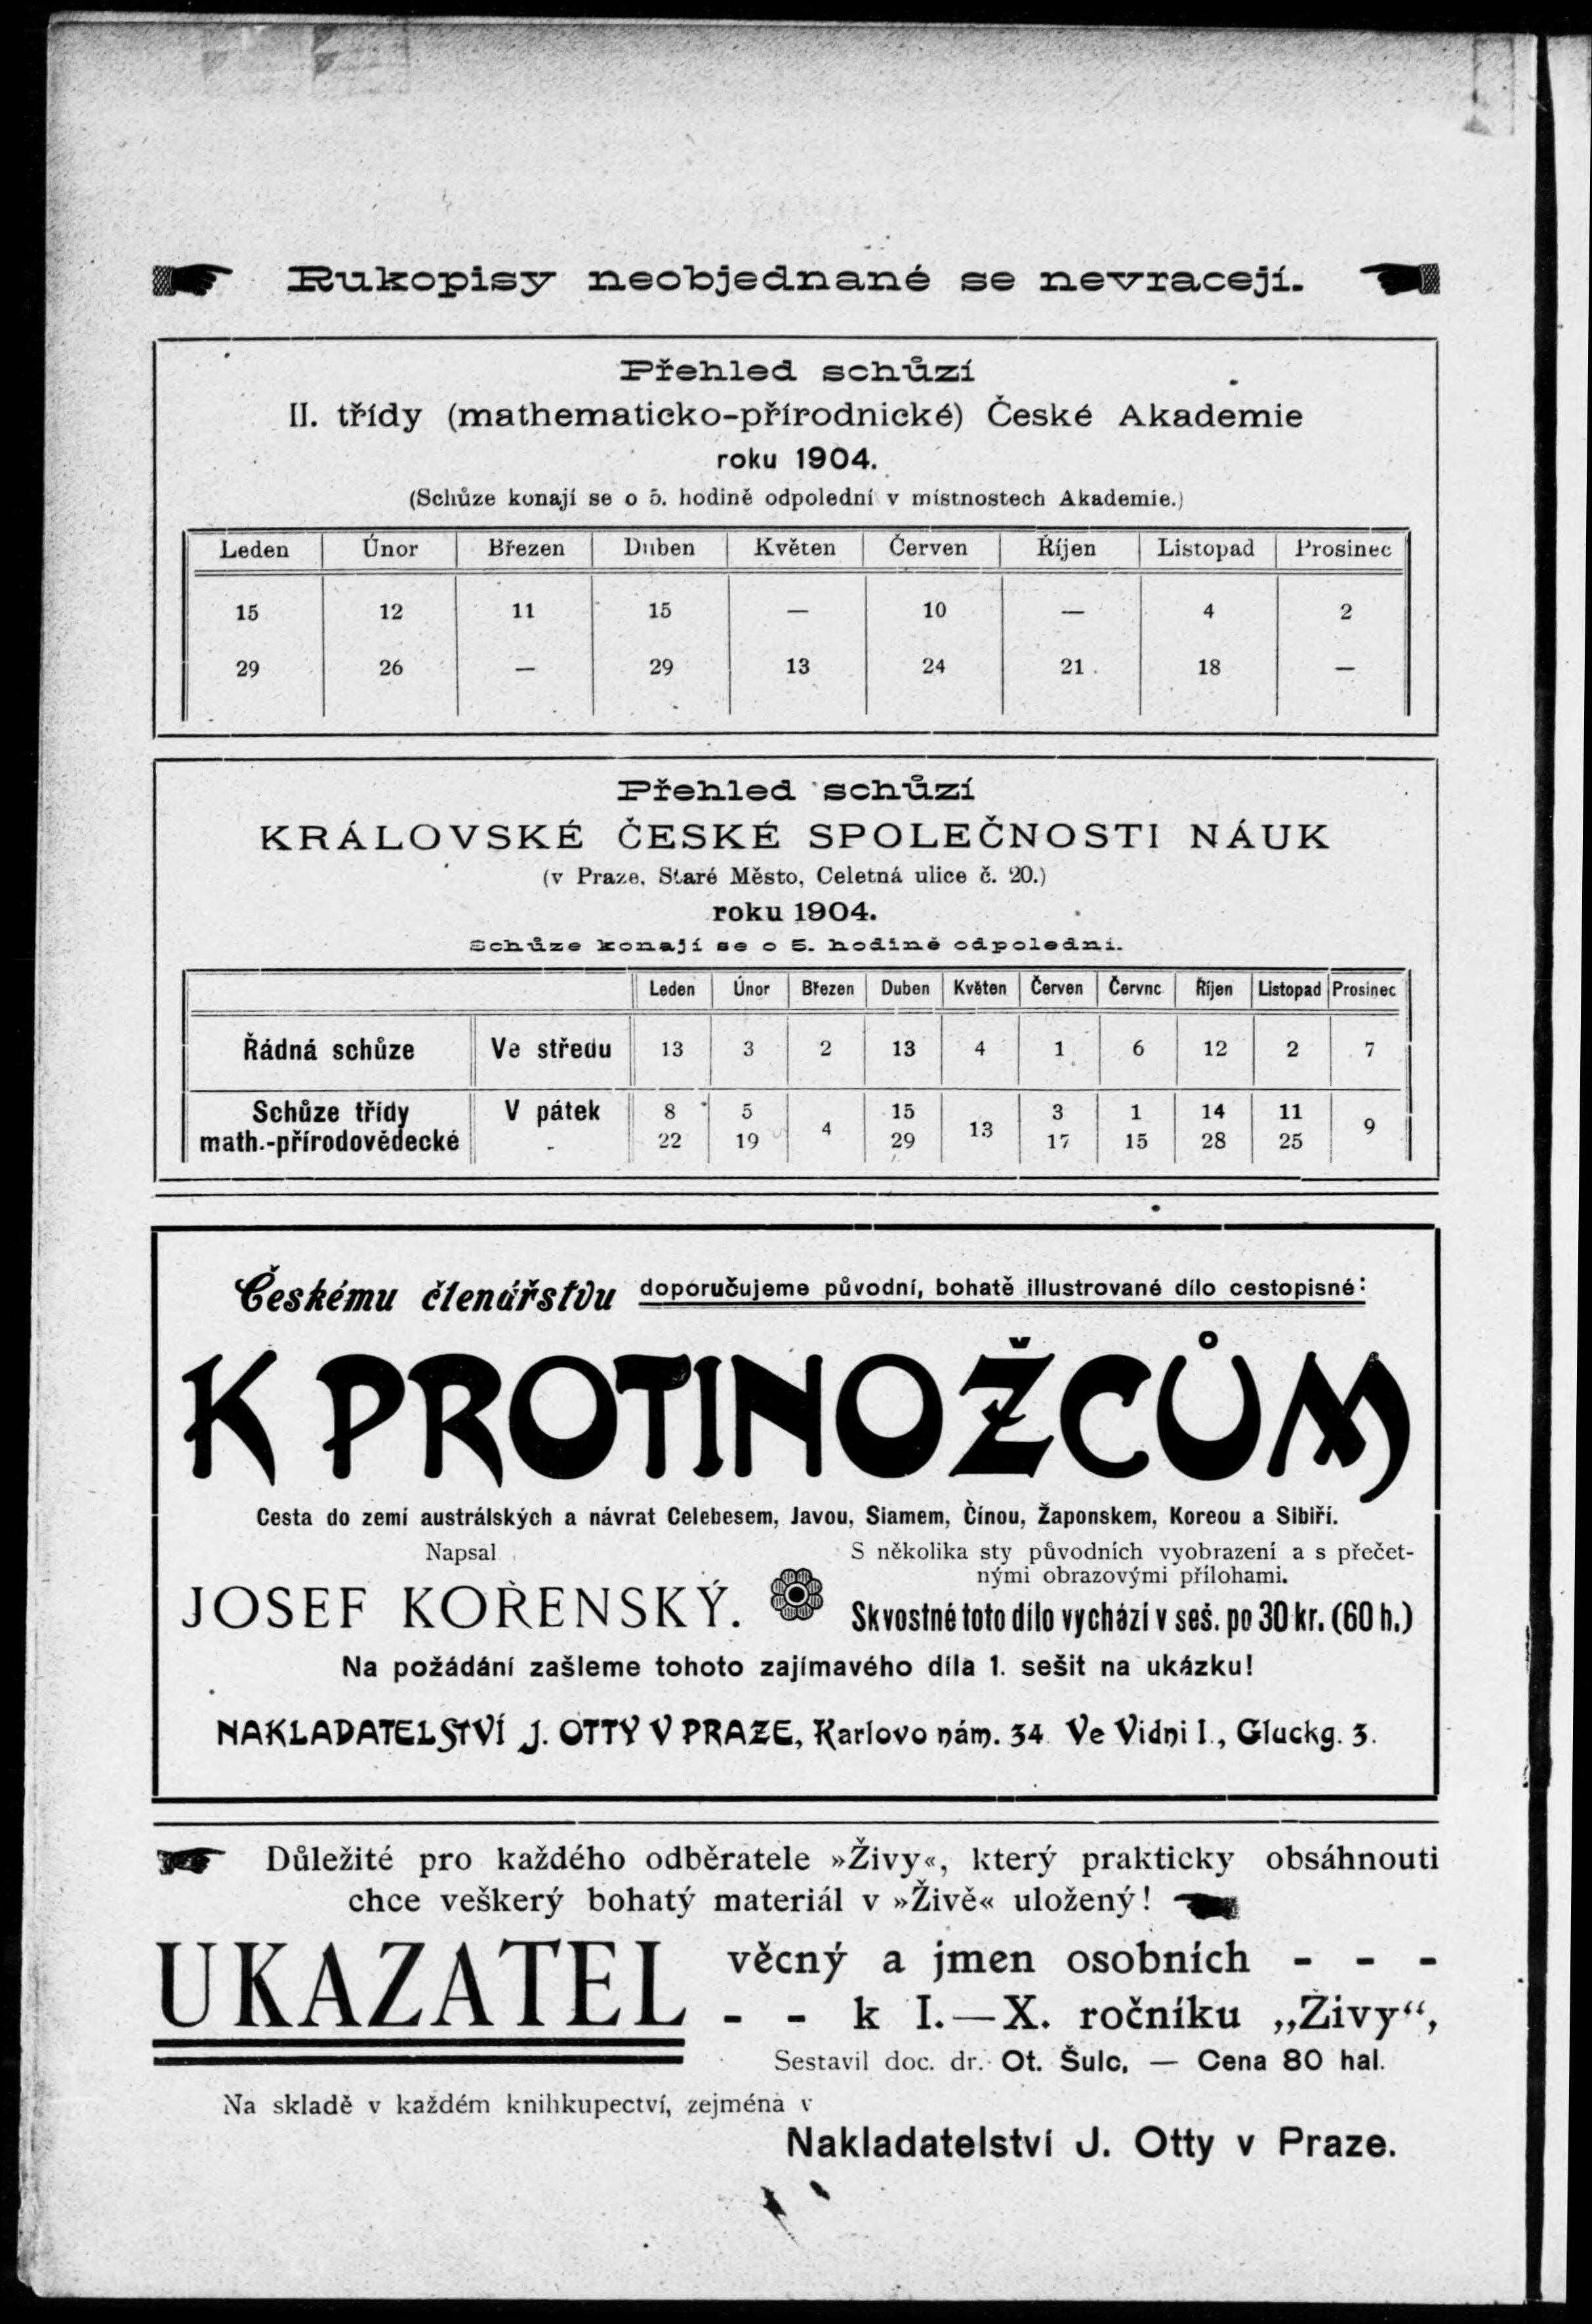 Rukopisy neobjednané se nevracejí.
Přehled schůzí
II. třídy (mathematicko-přírodnické) České Akademie
roku 1904.
(Schůze konají se o 5. hodině odpolední v místnostech Akademie.)
Leden Únor Březen Duben Květen Červen Říjen Listopad Prosinec
15 12 11 15 — 10 — 4 2
29 26 — 29 13 24 21 18 —
Přehled schůzí
KRÁLOVSKÉ ČESKÉ SPOLEČNOSTI NÁUK
(v Praze, Staré Město, Celetná ulice č. 20.)
roku 1904.
Schůze konají se o 5. hodině odpolední.
Leden Únor Březen Duben Květen Červen Červnc Říjen Listopad Prosinec
Řádná schůze Ve středu 13 3 2 13 4 1 6 12 2 7
Schůze třídy V pátek 8 5 15 3 1 14 11
4 13 9
math.-přírodovědecké - 22 19 29 17 15 28 25
Českému čtenářstvu doporučujeme původní, bohatě illustrované dílo cestopisné:
K PROTINOŽCŮM
Cesta do zemí austrálských a návrat Celebesem, Javou, Siamem, Čínou, Žaponskem, Koreou a Sibiří.
Napsal
JOSEF KOŘENSKÝ.
S několika sty původních vyobrazení a s přečet-
nými obrazovými přílohami.
Skvostné toto dílo vychází v seš. po 30 kr. (60 h.)
Na požádání zašleme tohoto zajímavého díla 1. sešit na ukázku!
NAKLADATELSTVÍ J. OTTY V PRAZE, Karlovo nám. 34 Ve Vídni I., Gluckg. 3.
Důležité pro každého odběratele »Živy«, který prakticky obsáhnouti
chce veškerý bohatý materiál v »Živě« uložený!
UKAZATEL věcný a jmen osobních - - -
- - k I.—X. ročníku „Živy“,
Sestavil doc. dr. Ot. Šulc, — Cena 80 hal.
Na skladě v každém knihkupectví, zejména v
Nakladatelství J. Otty v Praze.